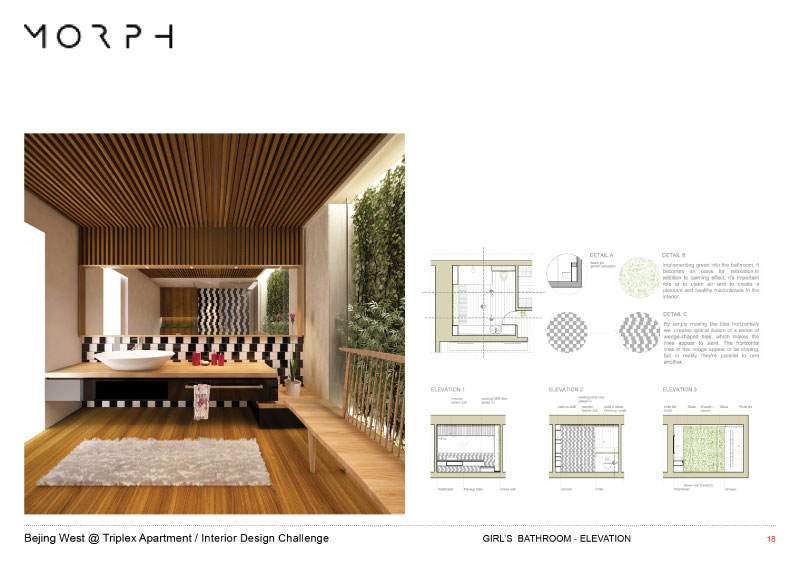 MORPH
DETAIL A
DETAIL B
Implementing green into the bathroom, it
becomes an oasis for relaxation.In
addition to calming effect, it's important
role is to clean air and to create a
pleasant and healthy microclimate in the
interior.
DETAIL C
By simply moving the tiles horizontally
we creates optical illusion of a sense of
wedge-shaped tiles, which makes the
lines appear to slant. The horizontal
lines in this image appear to be sloping,
but in reality they're parallel to one
another.
ELEVATION 1
ELEVATION 2
ELEVATION 3
Bejing West @ Triplex Apartment / Interior Design Challenge
GIRL'S BATHROOM - ELEVATION
18